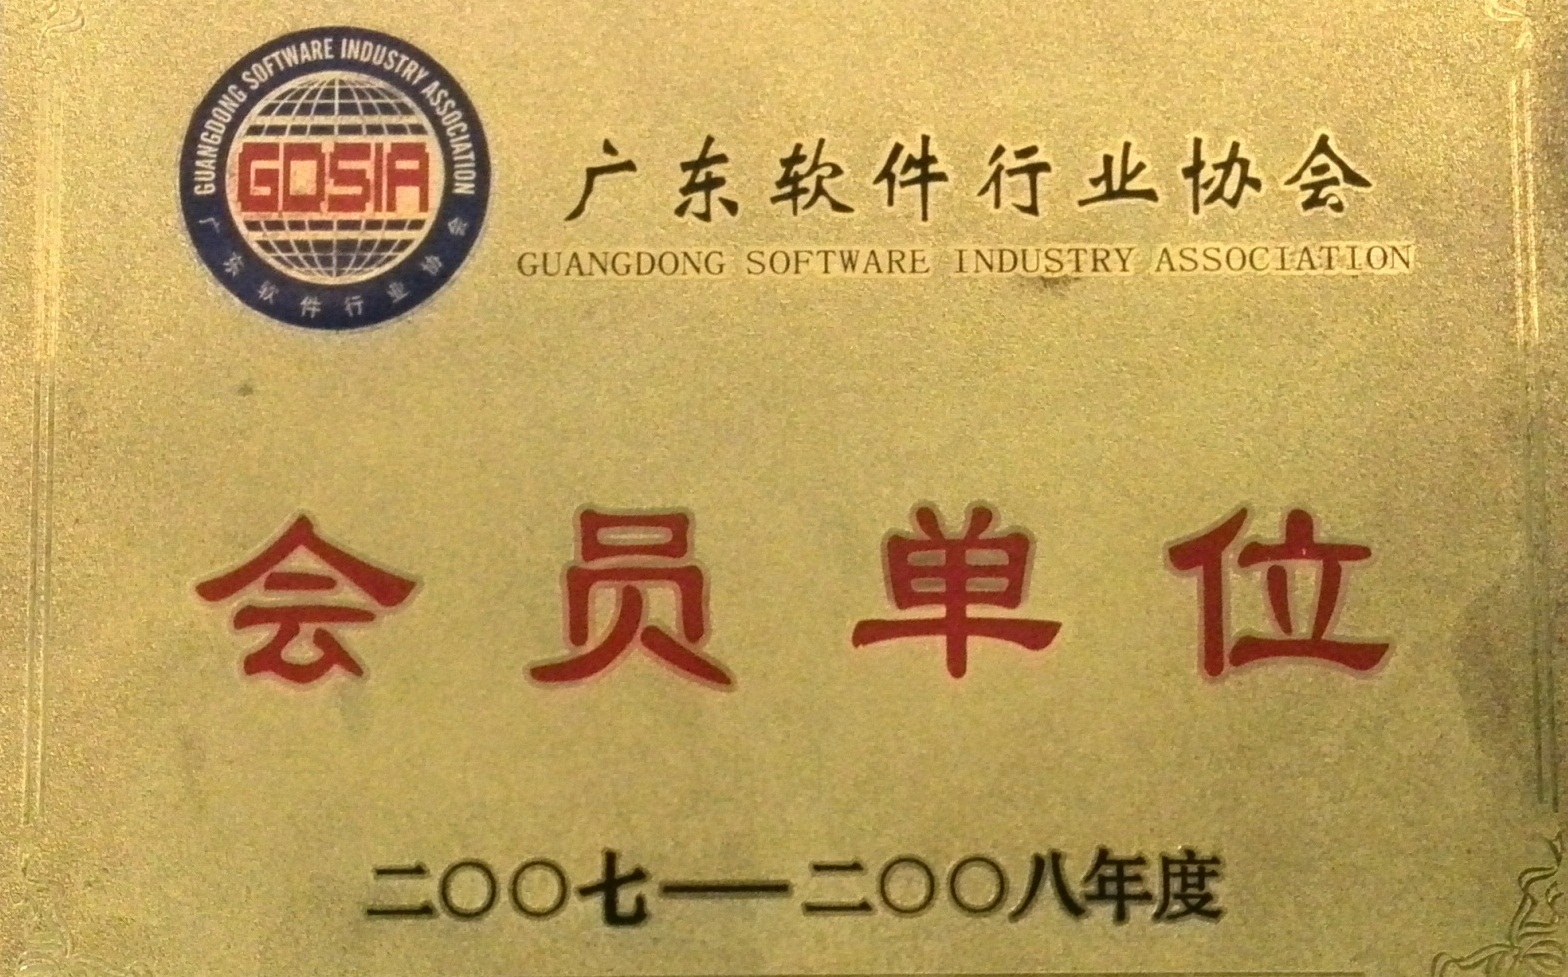 GUANGDONG SOFTWARE INDUSTRY ASSOCIATION
GDSIA
广东软件行业协会
广东软件行业协会
GUANGDONG SOFTWARE INDUSTRY ASSOCIATION
会员单位
二〇〇七——二〇〇八年度